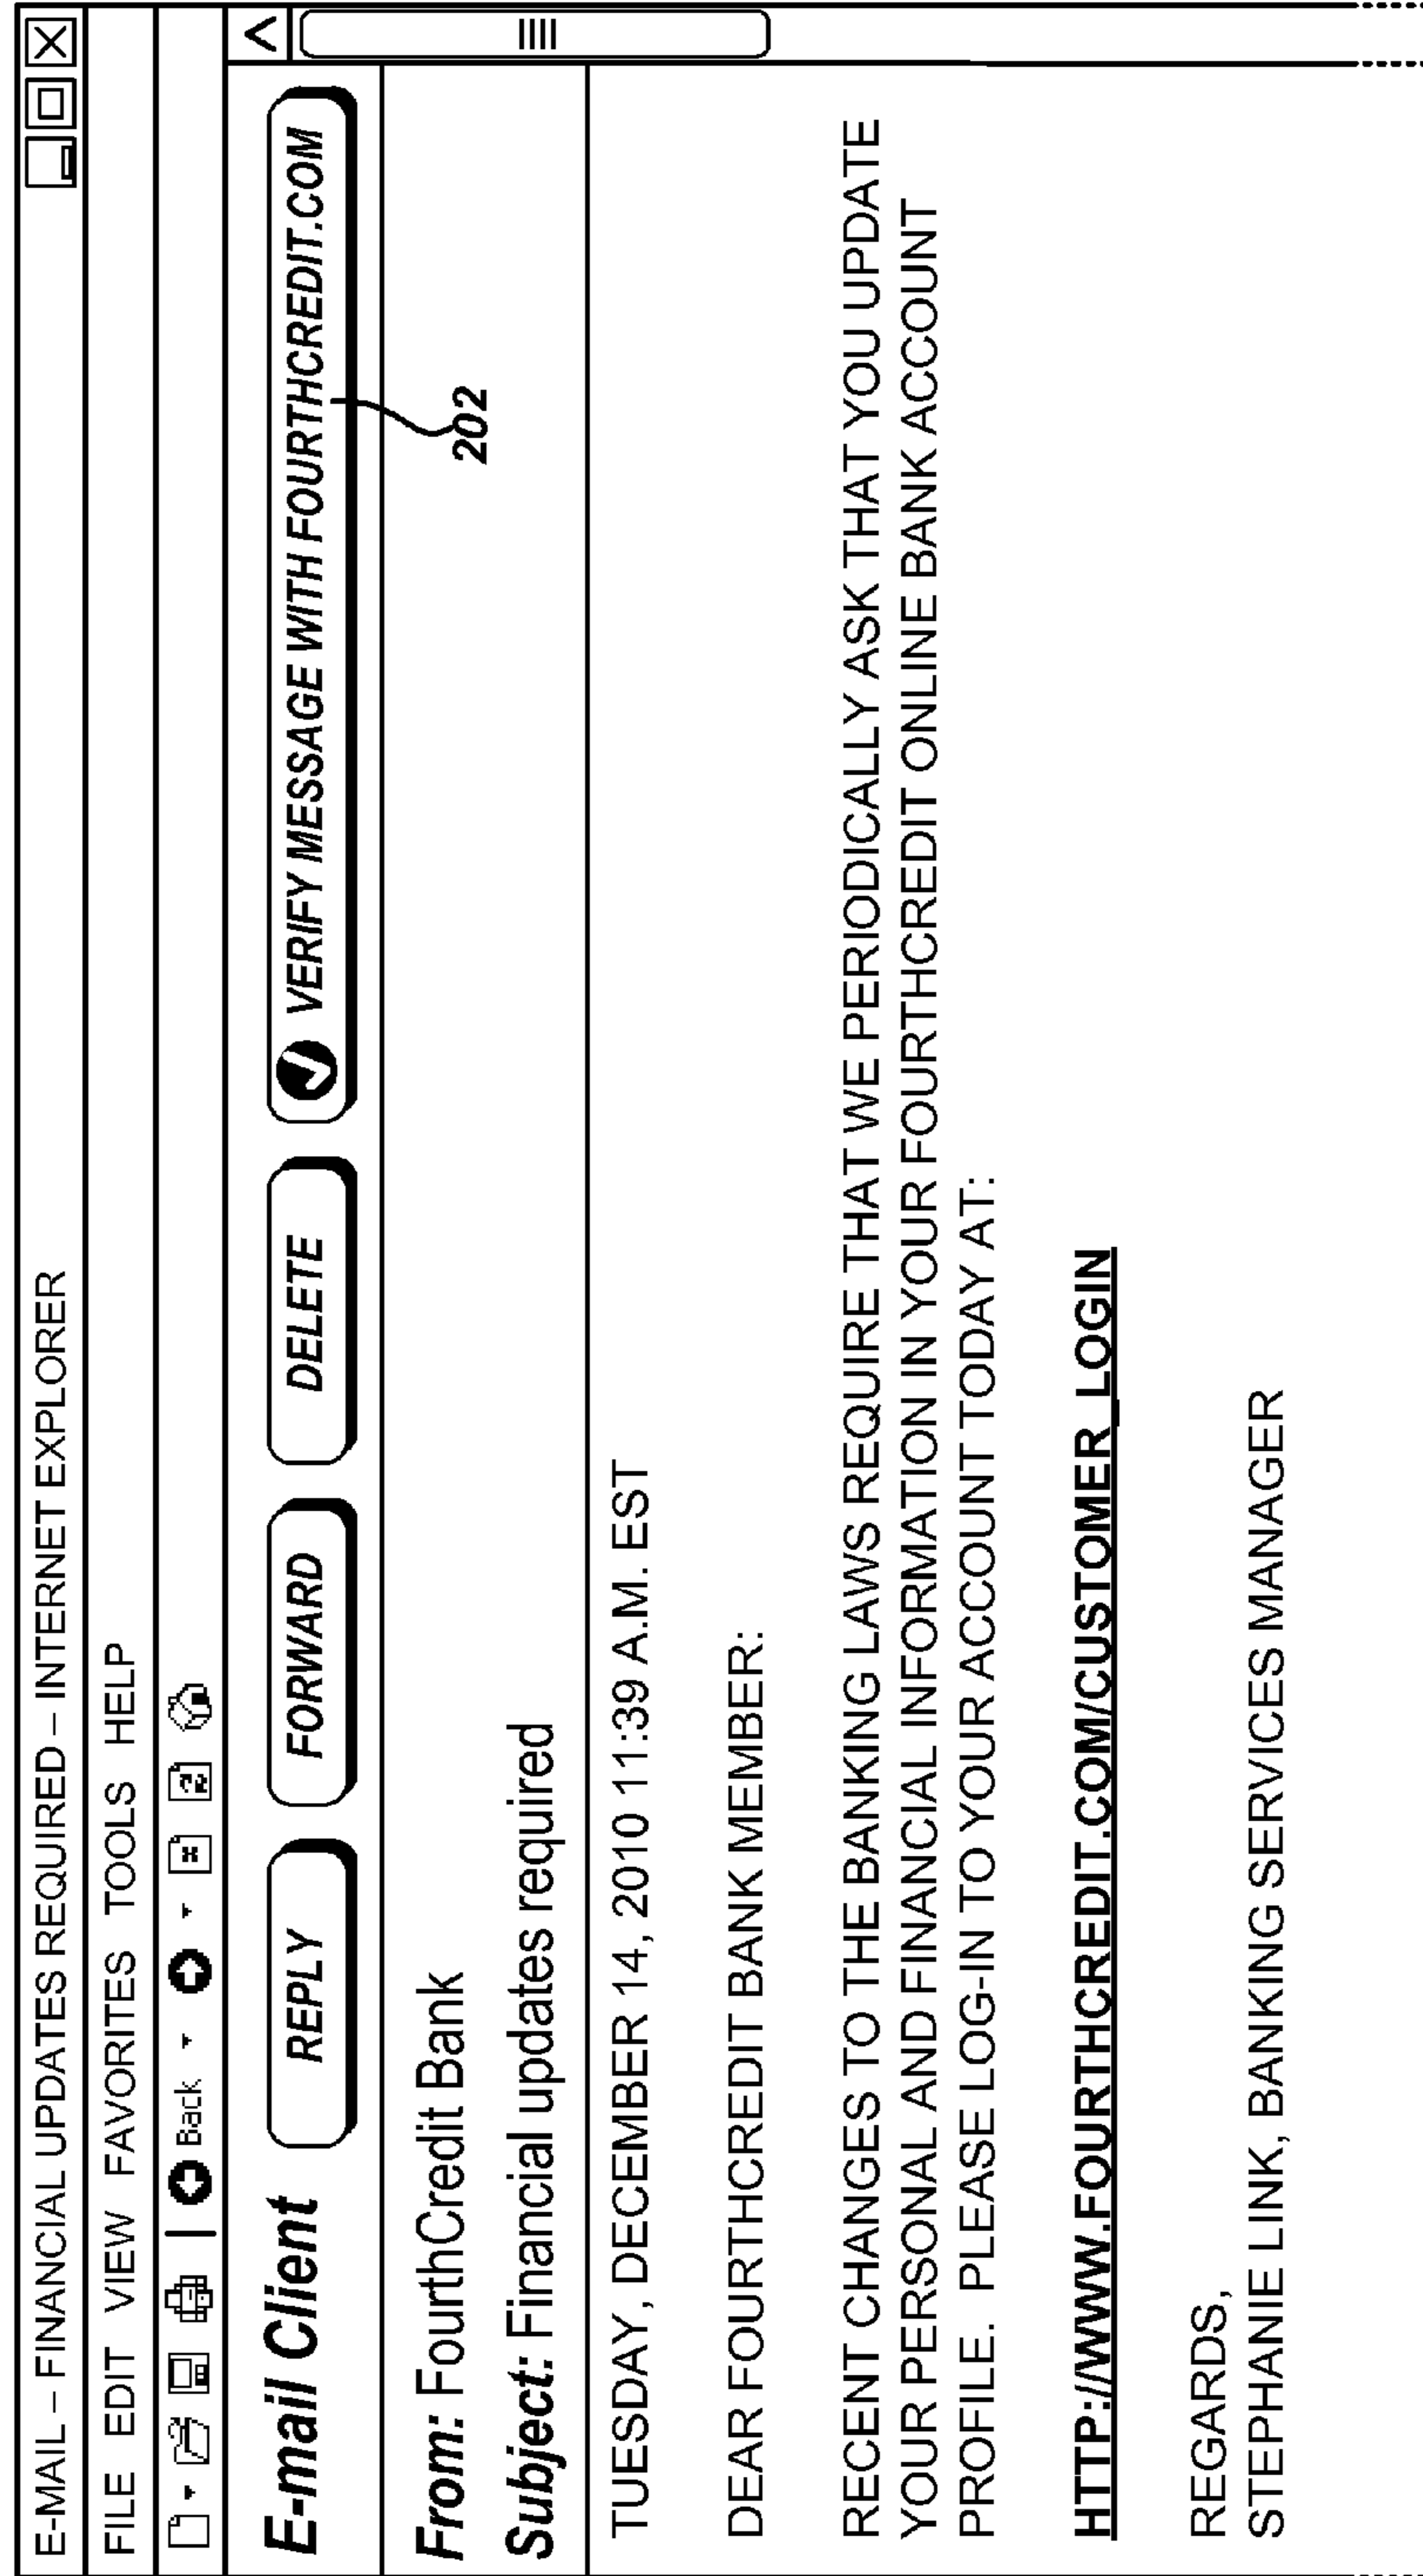 E-MAIL – FINANCIAL UPDATES REQUIRED – INTERNET EXPLORER
FILE EDIT VIEW FAVORITES TOOLS HELP
Back
E-mail Client REPLY FORWARD DELETE VERIFY MESSAGE WITH FOURTHCREDIT.COM
202
From: FourthCredit Bank
Subject: Financial updates required
TUESDAY, DECEMBER 14, 2010 11:39 A.M. EST
DEAR FOURTHCREDIT BANK MEMBER:
RECENT CHANGES TO THE BANKING LAWS REQUIRE THAT WE PERIODICALLY ASK THAT YOU UPDATE
YOUR PERSONAL AND FINANCIAL INFORMATION IN YOUR FOURTHCREDIT ONLINE BANK ACCOUNT
PROFILE. PLEASE LOG-IN TO YOUR ACCOUNT TODAY AT:
HTTP://WWW.FOURTHCREDIT.COM/CUSTOMER_LOGIN
REGARDS,
STEPHANIE LINK, BANKING SERVICES MANAGER